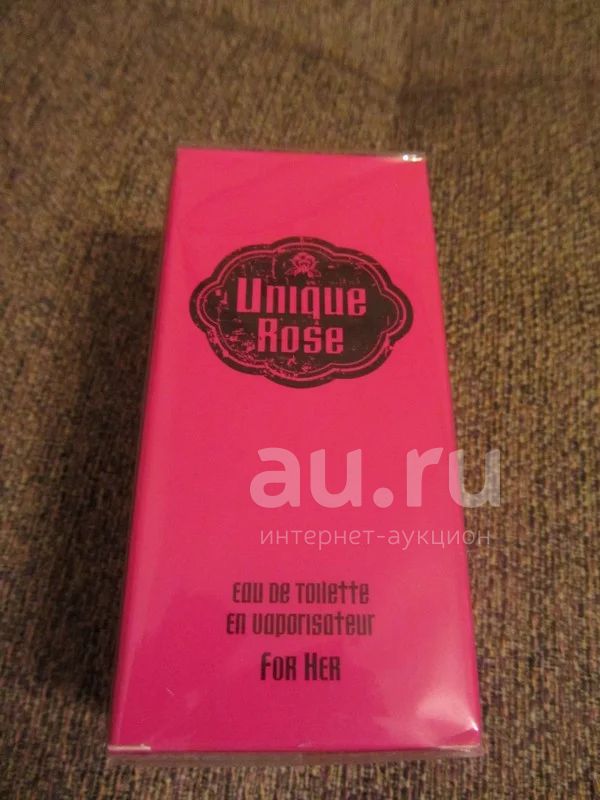 Unique
Rose
au.ru
интернет-аукцион
Eau de Toilette
en vaporisateur
For Her